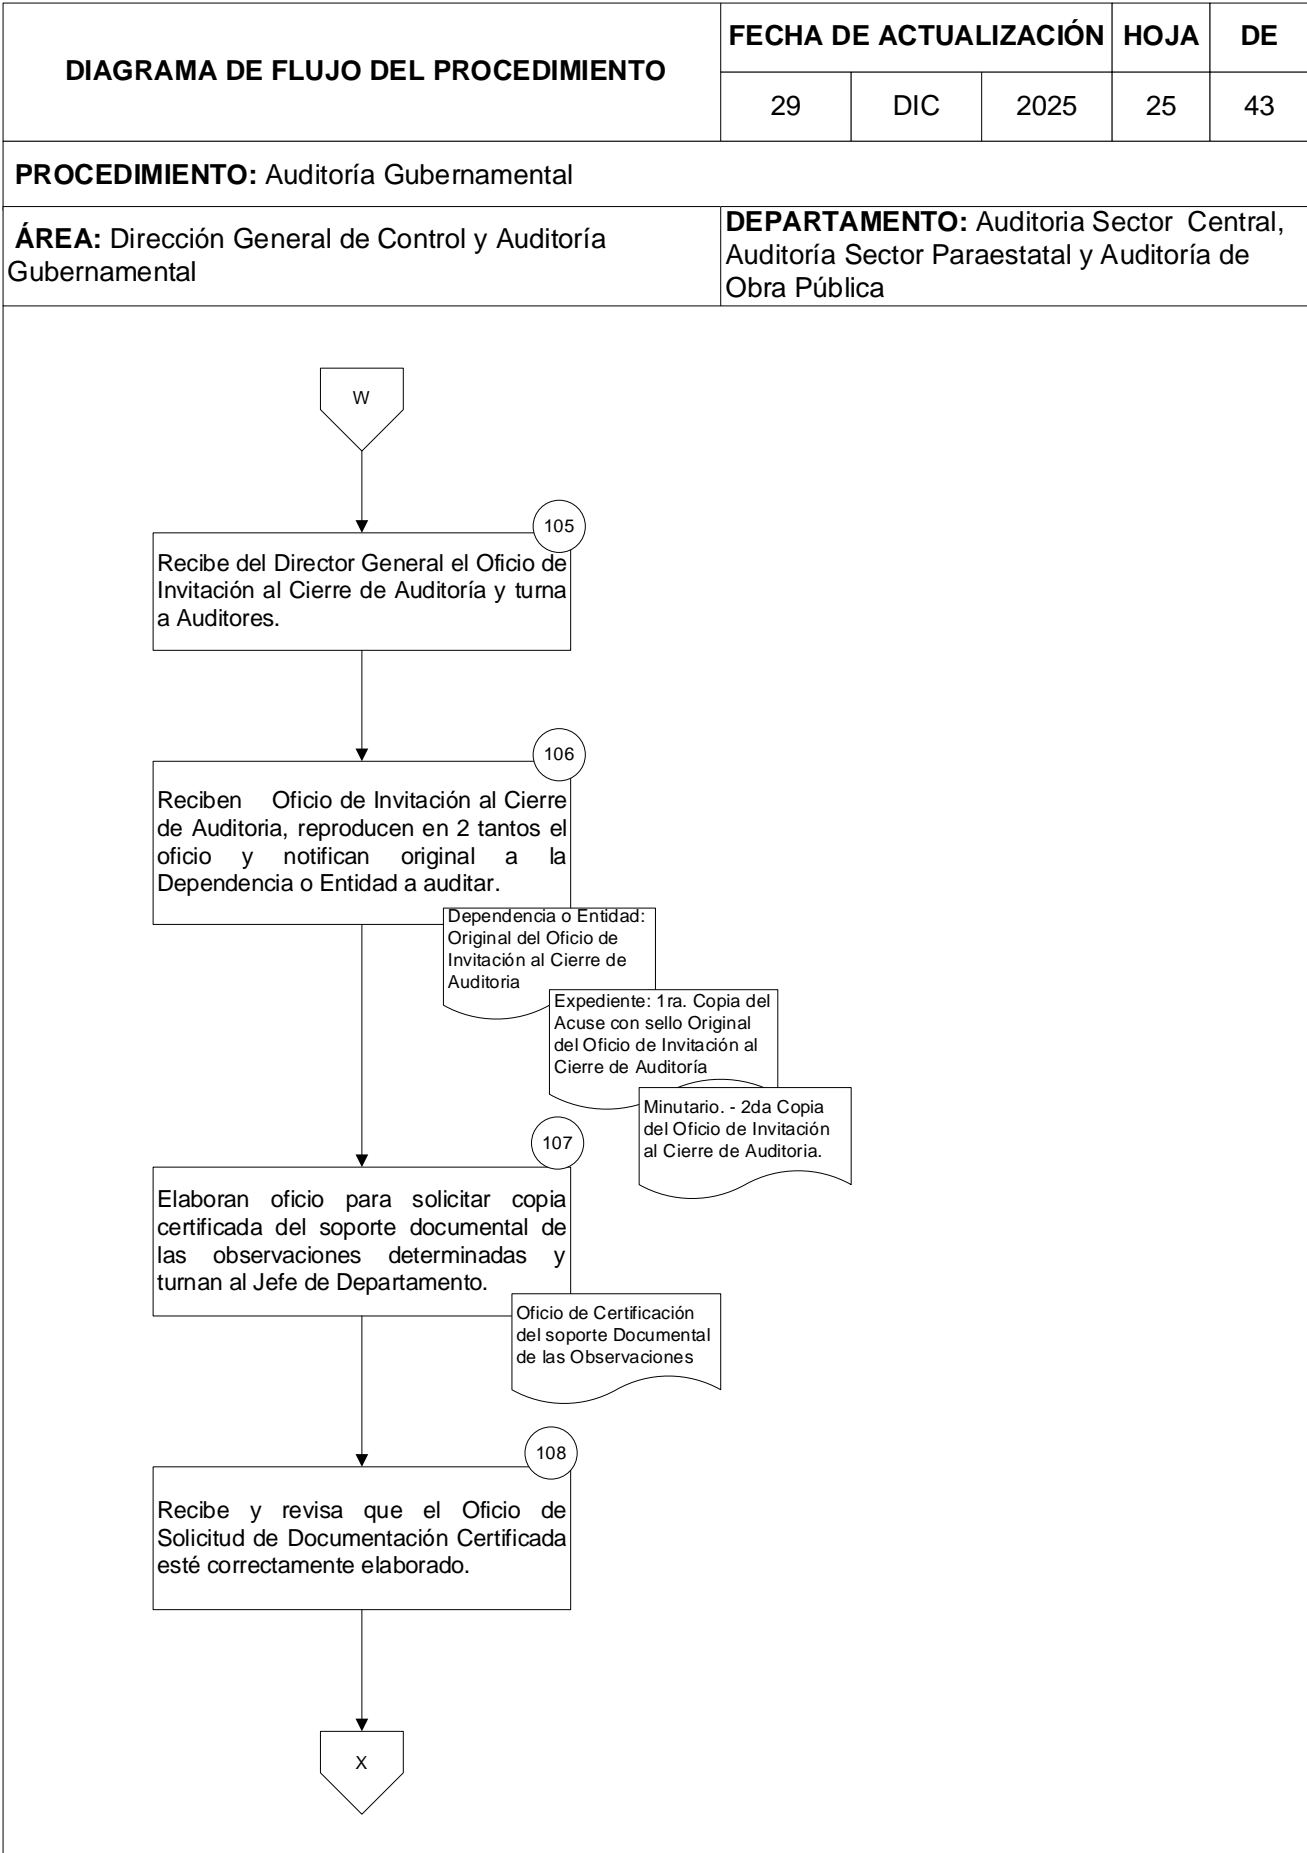 DIAGRAMA DE FLUJO DEL PROCEDIMIENTO
FECHA DE ACTUALIZACIÓN HOJA DE
29 DIC 2025 25 43
PROCEDIMIENTO: Auditoría Gubernamental
ÁREA: Dirección General de Control y Auditoría
Gubernamental
DEPARTAMENTO: Auditoria Sector Central,
Auditoría Sector Paraestatal y Auditoría de
Obra Pública
W
105
Recibe del Director General el Oficio de
Invitación al Cierre de Auditoría y turna
a Auditores.
106
Reciben Oficio de Invitación al Cierre
de Auditoria, reproducen en 2 tantos el
oficio y notifican original a la
Dependencia o Entidad a auditar.
Dependencia o Entidad:
Original del Oficio de
Invitación al Cierre de
Auditoria
Expediente: 1ra. Copia del
Acuse con sello Original
del Oficio de Invitación al
Cierre de Auditoría
Minutario. - 2da Copia
del Oficio de Invitación
al Cierre de Auditoria.
107
Elaboran oficio para solicitar copia
certificada del soporte documental de
las observaciones determinadas y
turnan al Jefe de Departamento.
Oficio de Certificación
del soporte Documental
de las Observaciones
108
Recibe y revisa que el Oficio de
Solicitud de Documentación Certificada
esté correctamente elaborado.
X